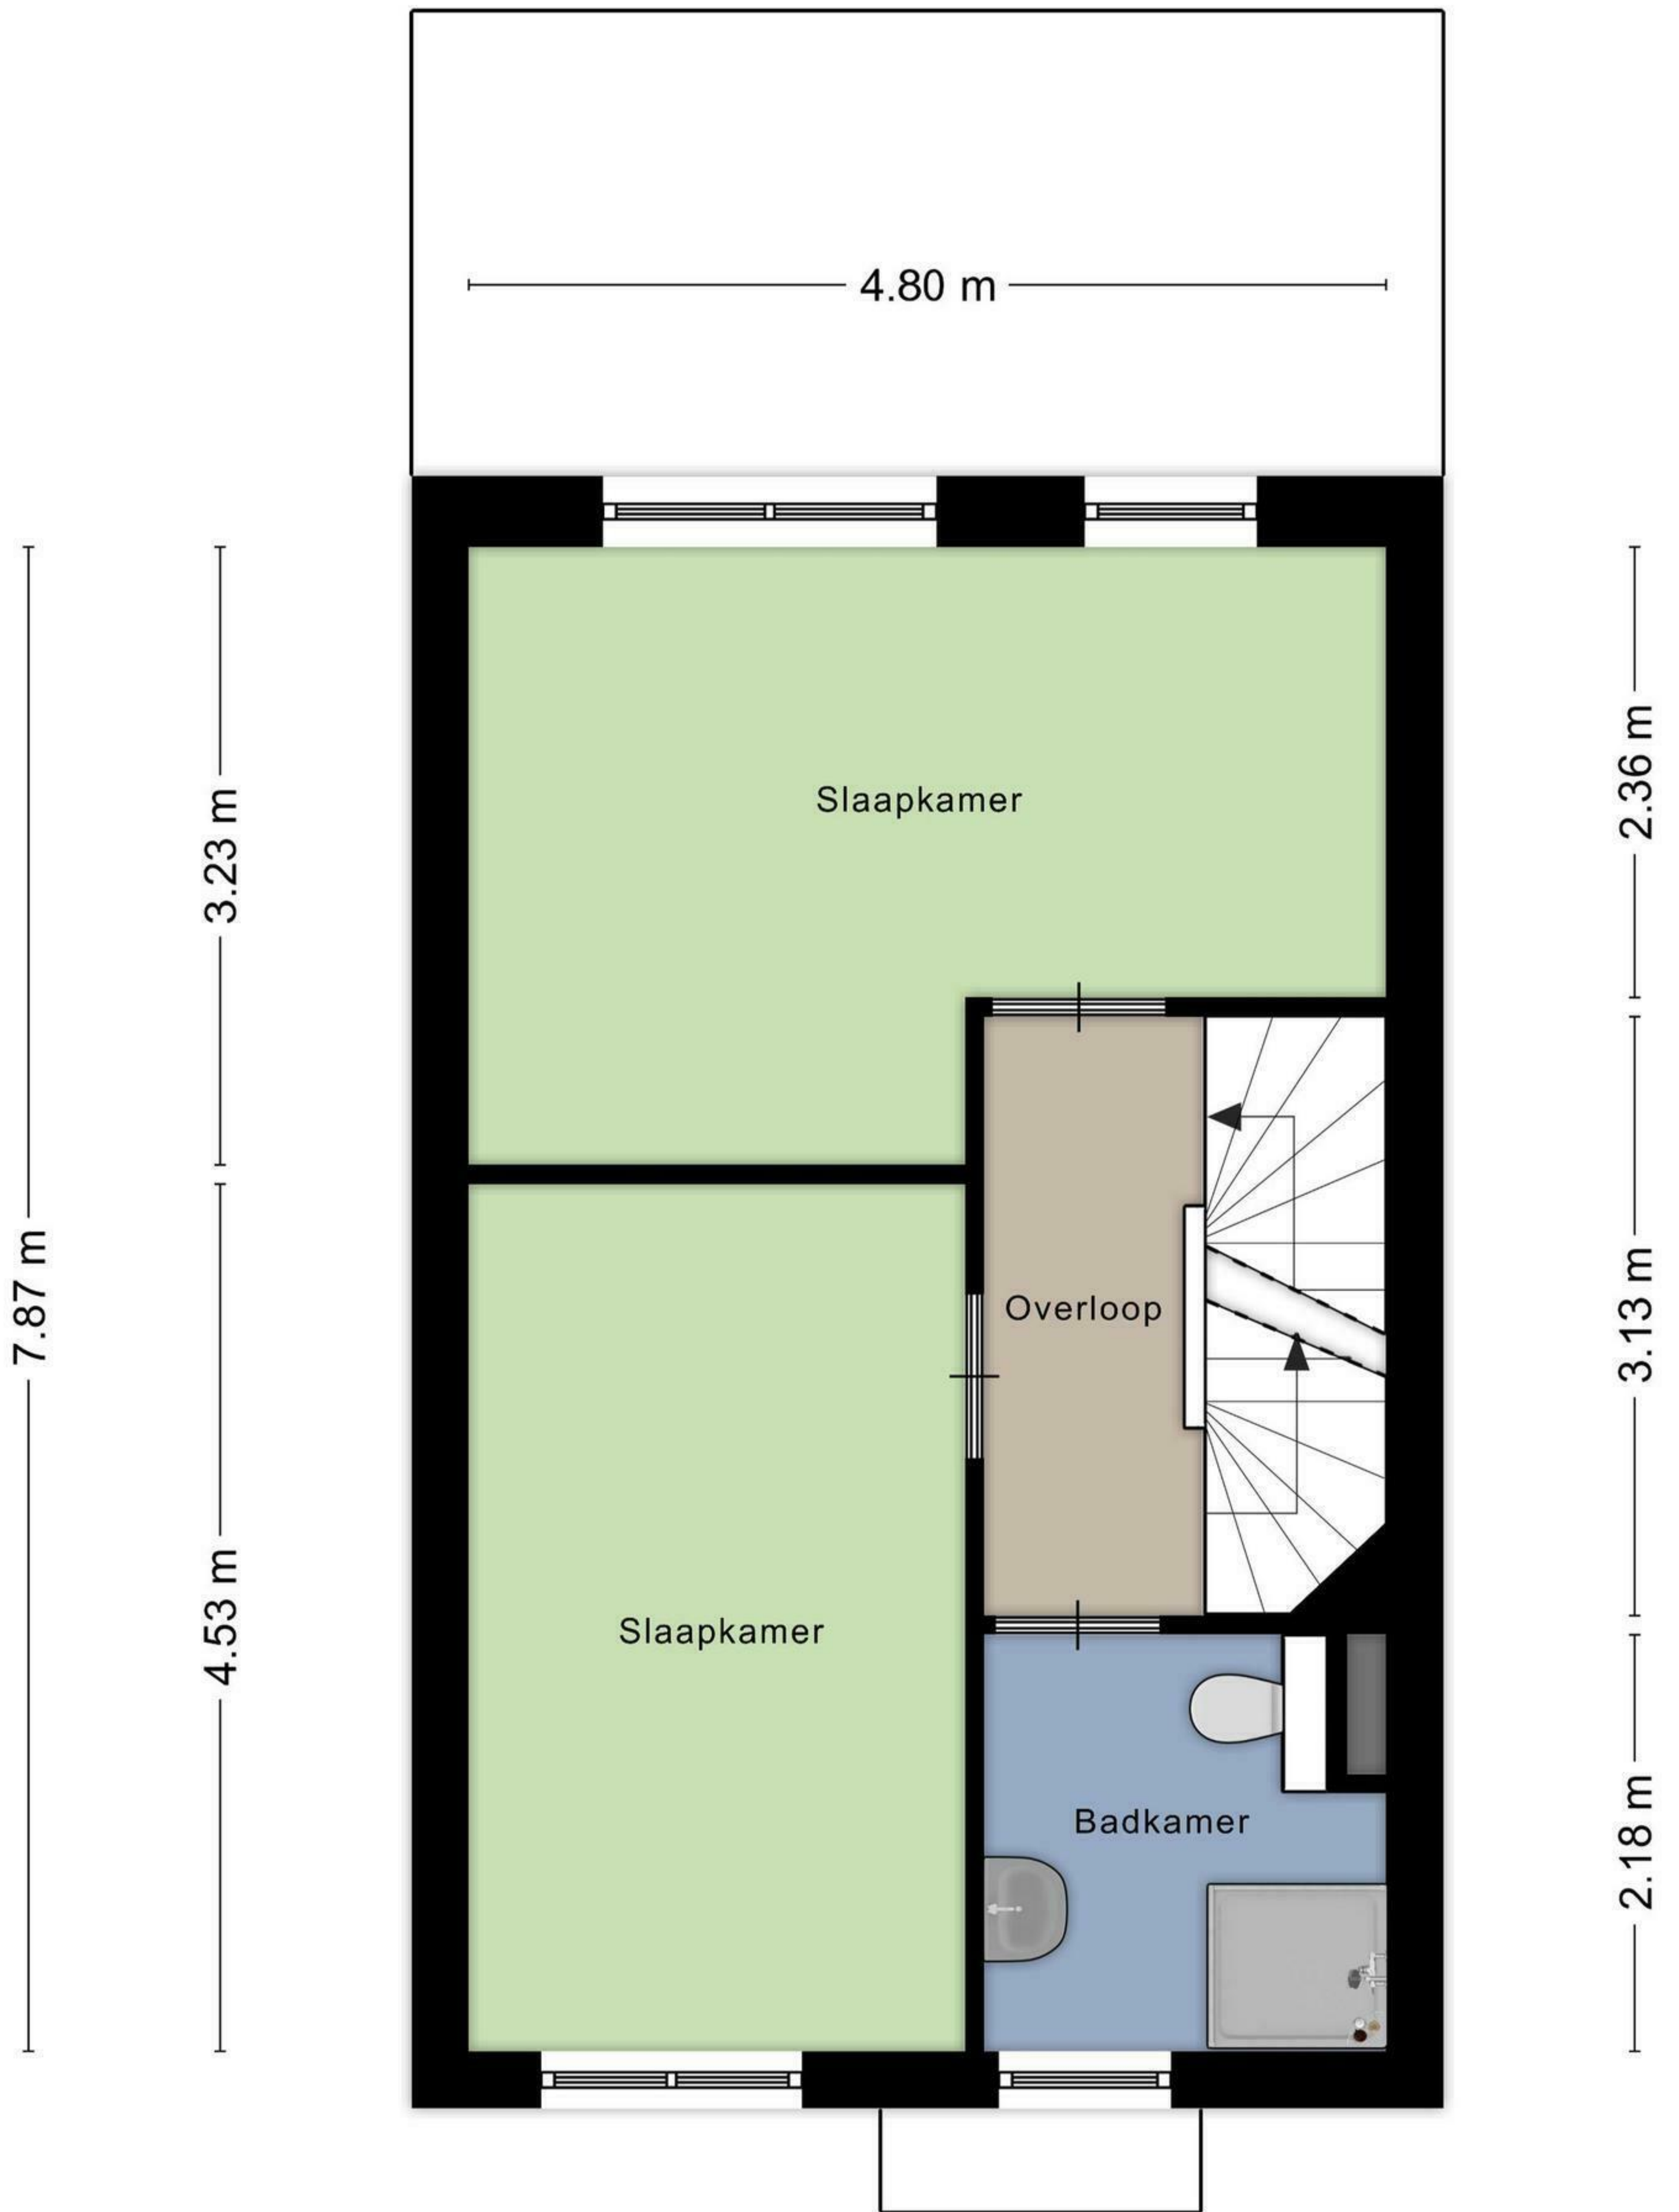 4.80 m
Slaapkamer
2.36 m
3.23 m
Overloop
7.87 m
3.13 m
4.53 m
Slaapkamer
Badkamer
2.18 m